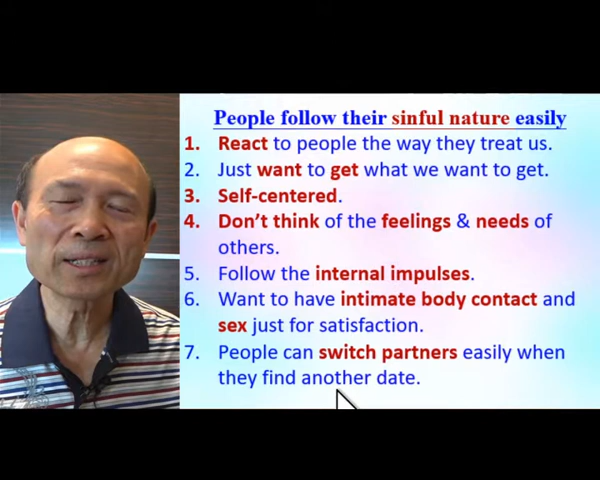 People follow their sinful nature easily
1. React to people the way they treat us.
2. Just want to get what we want to get.
3. Self-centered.
4. Don't think of the feelings & needs of
others.
5. Follow the internal impulses.
6. Want to have intimate body contact and
sex just for satisfaction.
7. People can switch partners easily when
they find another date.